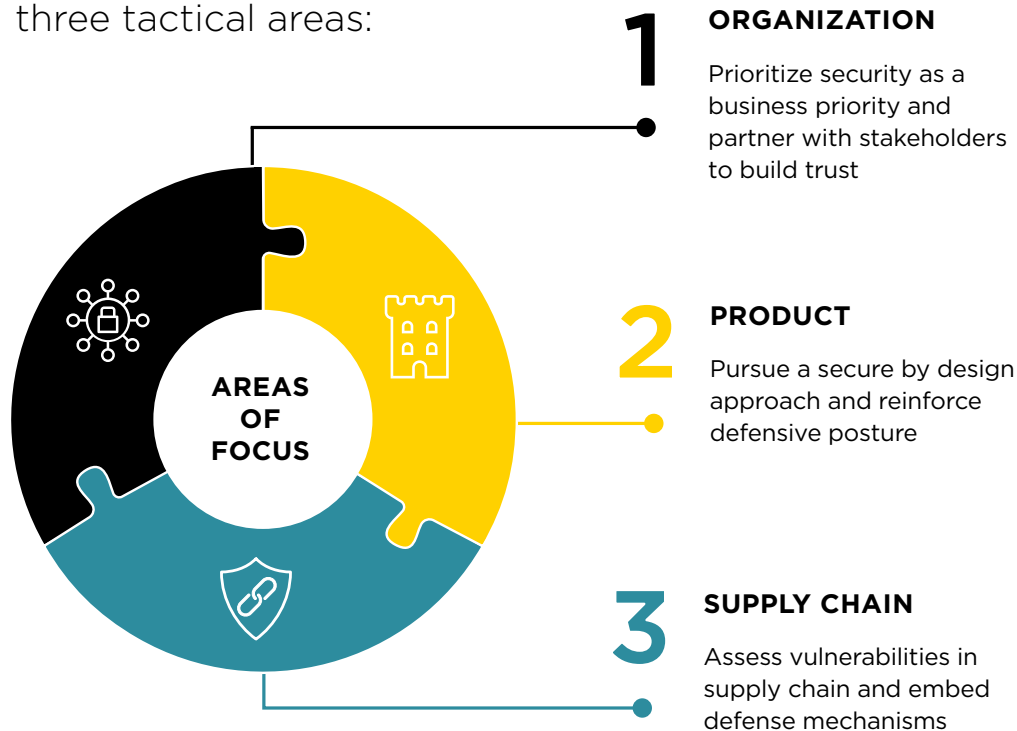 three tactical areas:
1
ORGANIZATION
Prioritize security as a
business priority and
partner with stakeholders
to build trust
AREAS
OF
FOCUS
2
PRODUCT
Pursue a secure by design
approach and reinforce
defensive posture
3
SUPPLY CHAIN
Assess vulnerabilities in
supply chain and embed
defense mechanisms